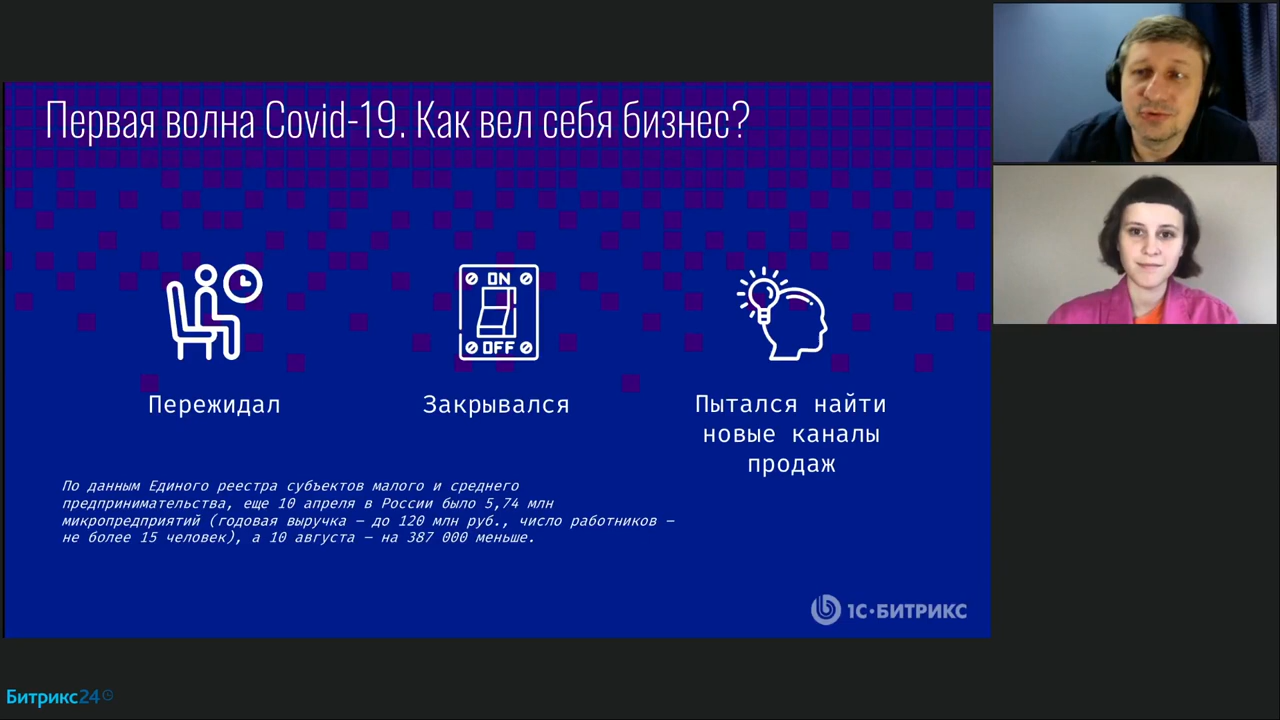 Первая волна Covid-19. Как вел себя бизнес?
ON
OFF
Пережидал
Закрывался
Пытался найти
новые каналы
продаж
По данным Единого реестра субъектов малого и среднего
предпринимательства, еще 10 апреля в России было 5,74 млн
микропредприятий (годовая выручка – до 120 млн руб., число работников –
не более 15 человек), а 10 августа – на 387 000 меньше.
1С·БИТРИКС
Битрикс24